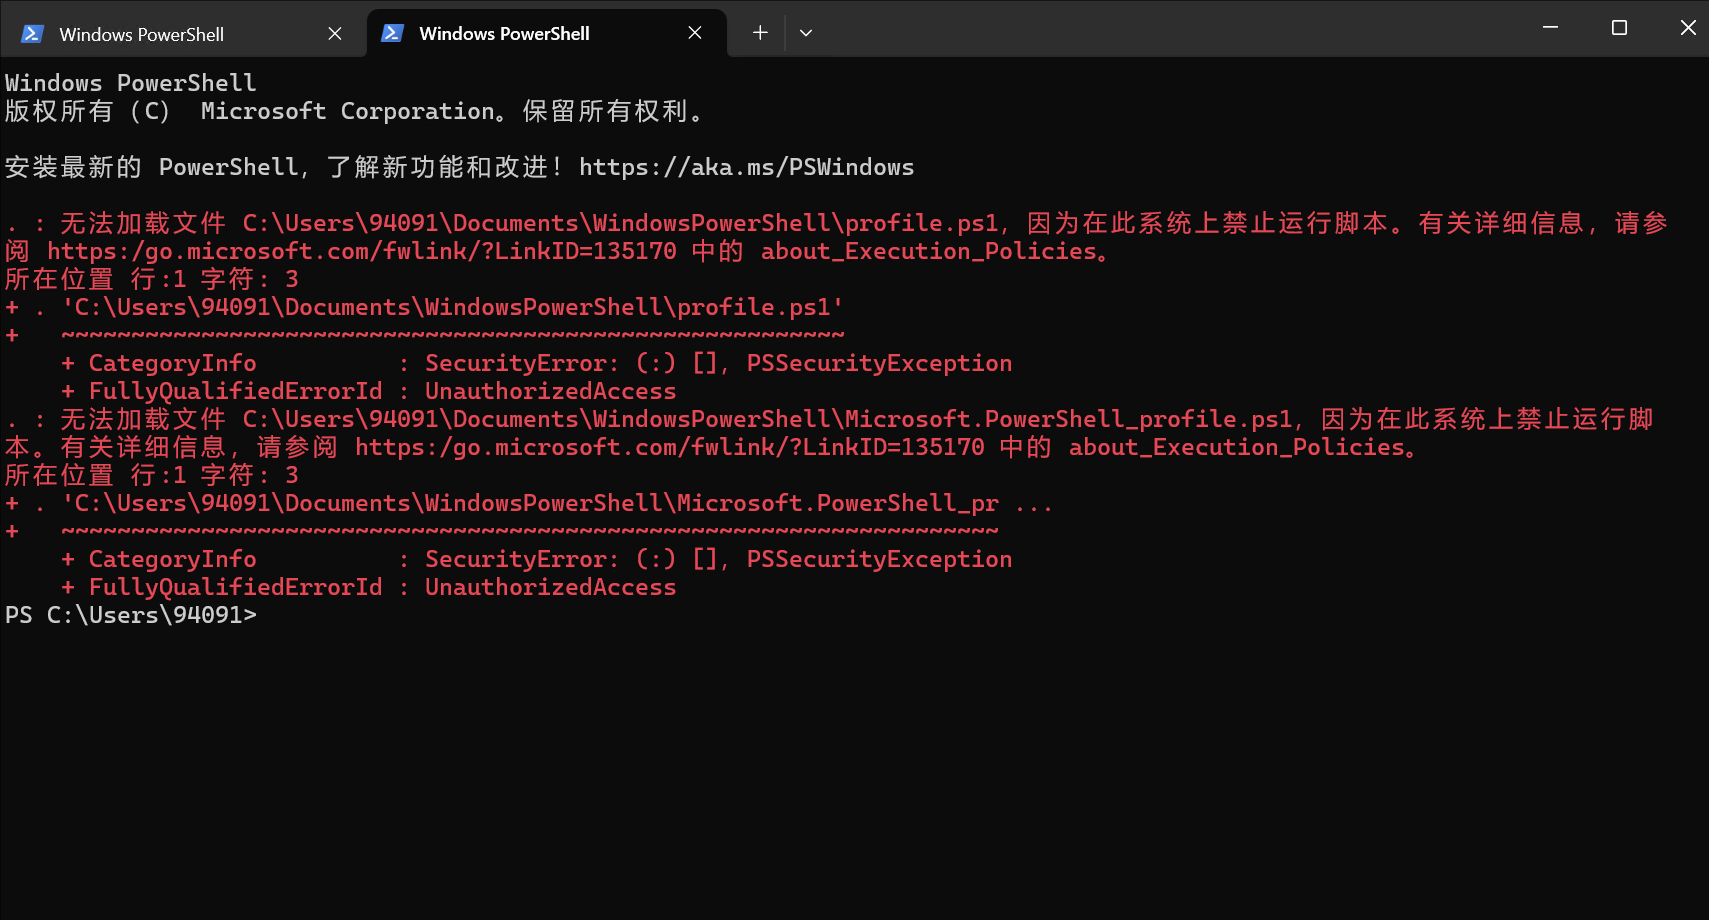 Windows PowerShell
Windows PowerShell
Windows PowerShell
版权所有（C） Microsoft Corporation。保留所有权利。
安装最新的 PowerShell，了解新功能和改进！https://aka.ms/PSWindows
. : 无法加载文件 C:\Users\94091\Documents\WindowsPowerShell\profile.ps1，因为在此系统上禁止运行脚本。有关详细信息，请参
阅 https:/go.microsoft.com/fwlink/?LinkID=135170 中的 about_Execution_Policies。
所在位置 行:1 字符: 3
+ . 'C:\Users\94091\Documents\WindowsPowerShell\profile.ps1'
+   ~~~~~~~~~~~~~~~~~~~~~~~~~~~~~~~~~~~~~~~~~~~~~~~~~~~~~~~~
    + CategoryInfo          : SecurityError: (:) [], PSSecurityException
    + FullyQualifiedErrorId : UnauthorizedAccess
. : 无法加载文件 C:\Users\94091\Documents\WindowsPowerShell\Microsoft.PowerShell_profile.ps1，因为在此系统上禁止运行脚
本。有关详细信息，请参阅 https:/go.microsoft.com/fwlink/?LinkID=135170 中的 about_Execution_Policies。
所在位置 行:1 字符: 3
+ . 'C:\Users\94091\Documents\WindowsPowerShell\Microsoft.PowerShell_pr ...
+   ~~~~~~~~~~~~~~~~~~~~~~~~~~~~~~~~~~~~~~~~~~~~~~~~~~~~~~~~~~~~~~~~~~~
    + CategoryInfo          : SecurityError: (:) [], PSSecurityException
    + FullyQualifiedErrorId : UnauthorizedAccess
PS C:\Users\94091>